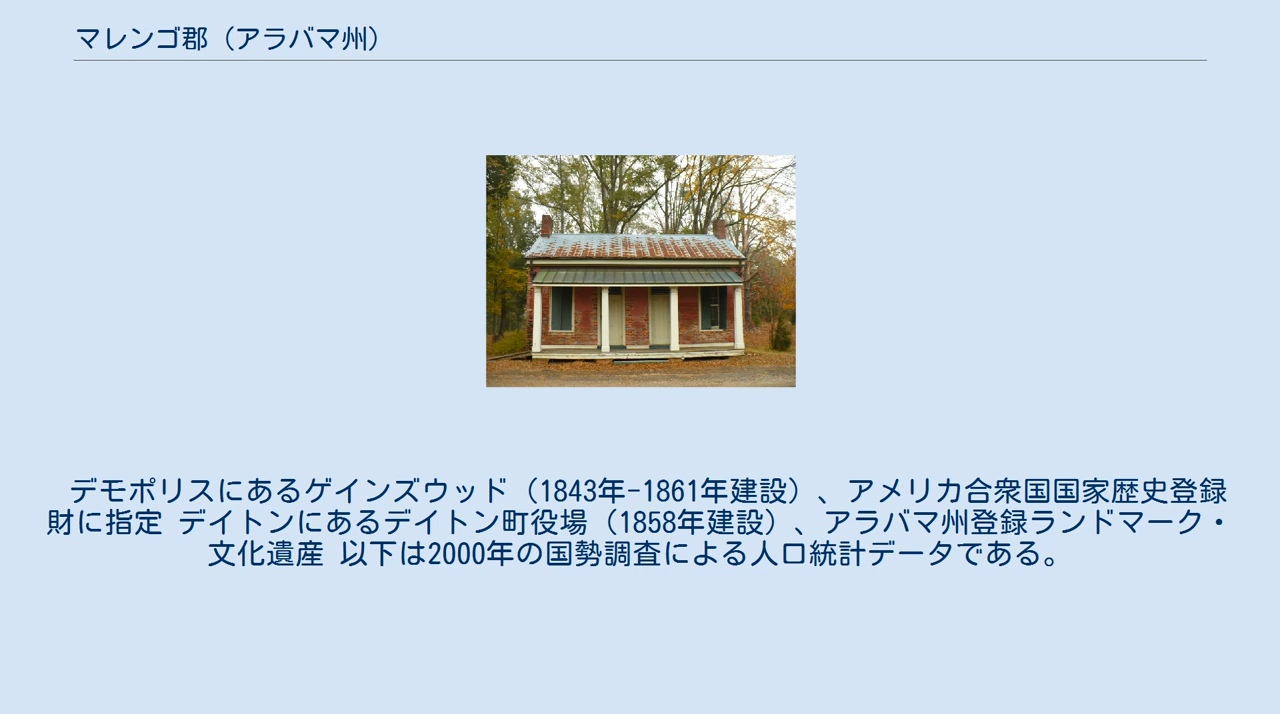 マレンゴ郡（アラバマ州）
デモポリスにあるゲインズウッド（1843年-1861年建設）、アメリカ合衆国国家歴史登録
財に指定 デイトンにあるデイトン町役場（1858年建設）、アラバマ州登録ランドマーク・
文化遺産 以下は2000年の国勢調査による人口統計データである。